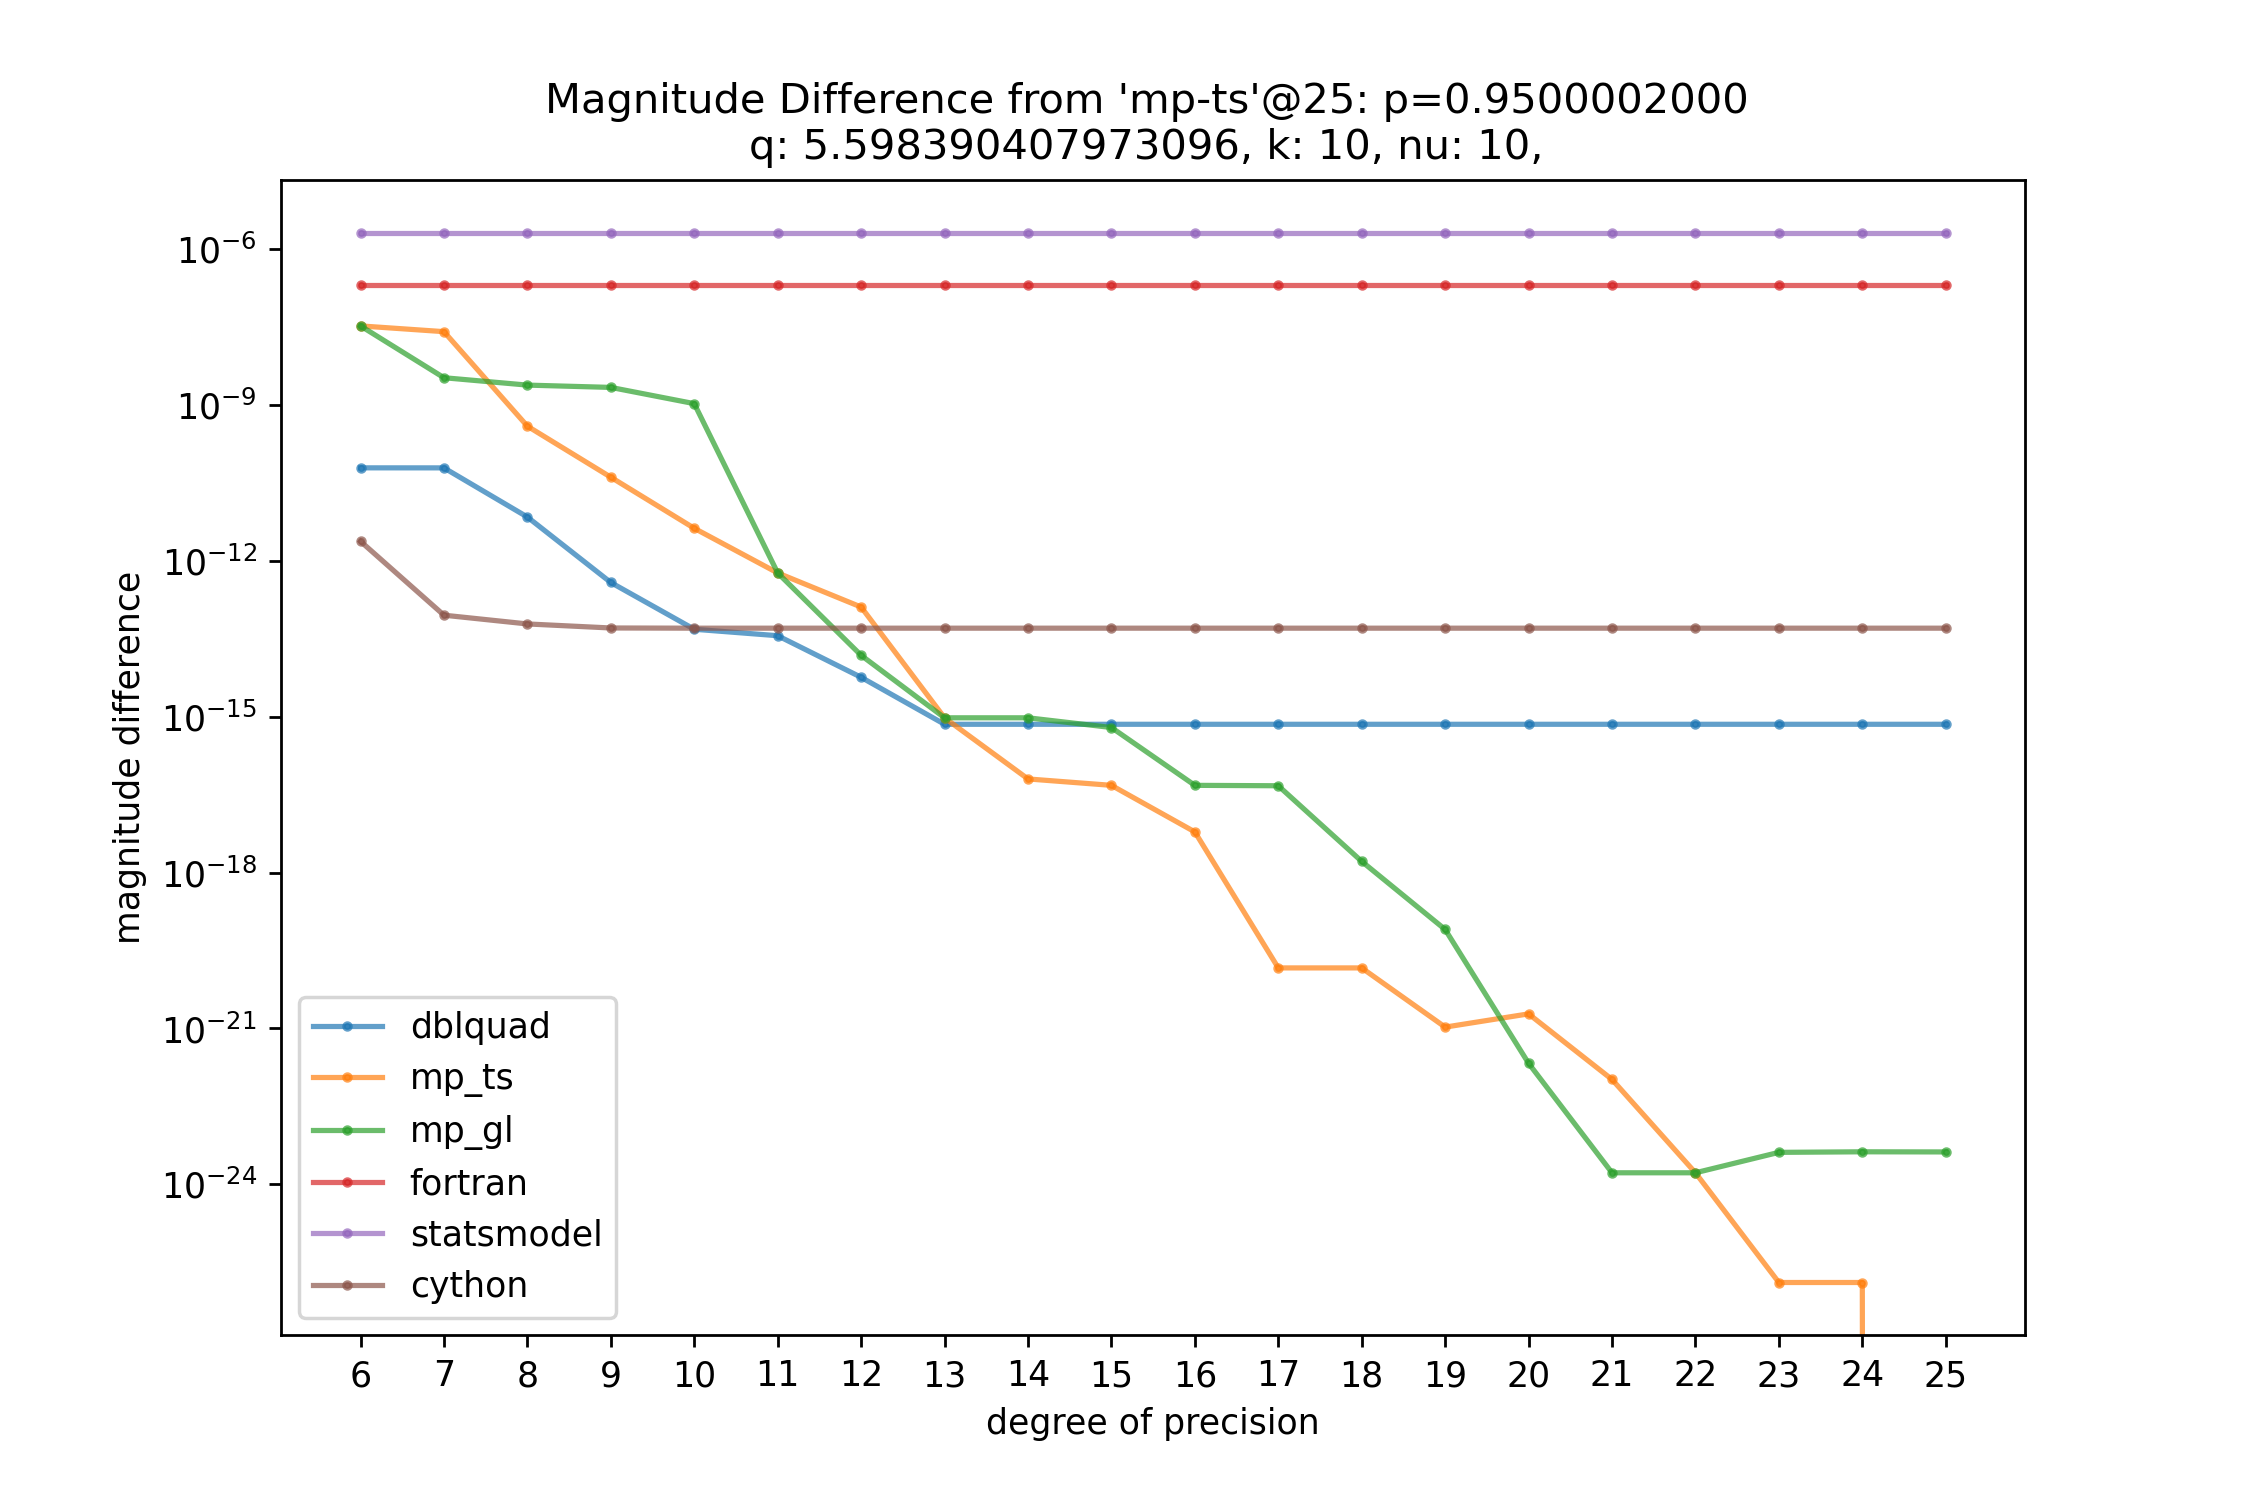 Magnitude Difference from 'mp-ts'@25: p=0.9500002000
q: 5.598390407973096, k: 10, nu: 10,
magnitude difference
10⁻⁶
10⁻⁹
10⁻¹²
10⁻¹⁵
10⁻¹⁸
10⁻²¹
10⁻²⁴
dblquad
mp_ts
mp_gl
fortran
statsmodel
cython
6 7 8 9 10 11 12 13 14 15 16 17 18 19 20 21 22 23 24 25
degree of precision